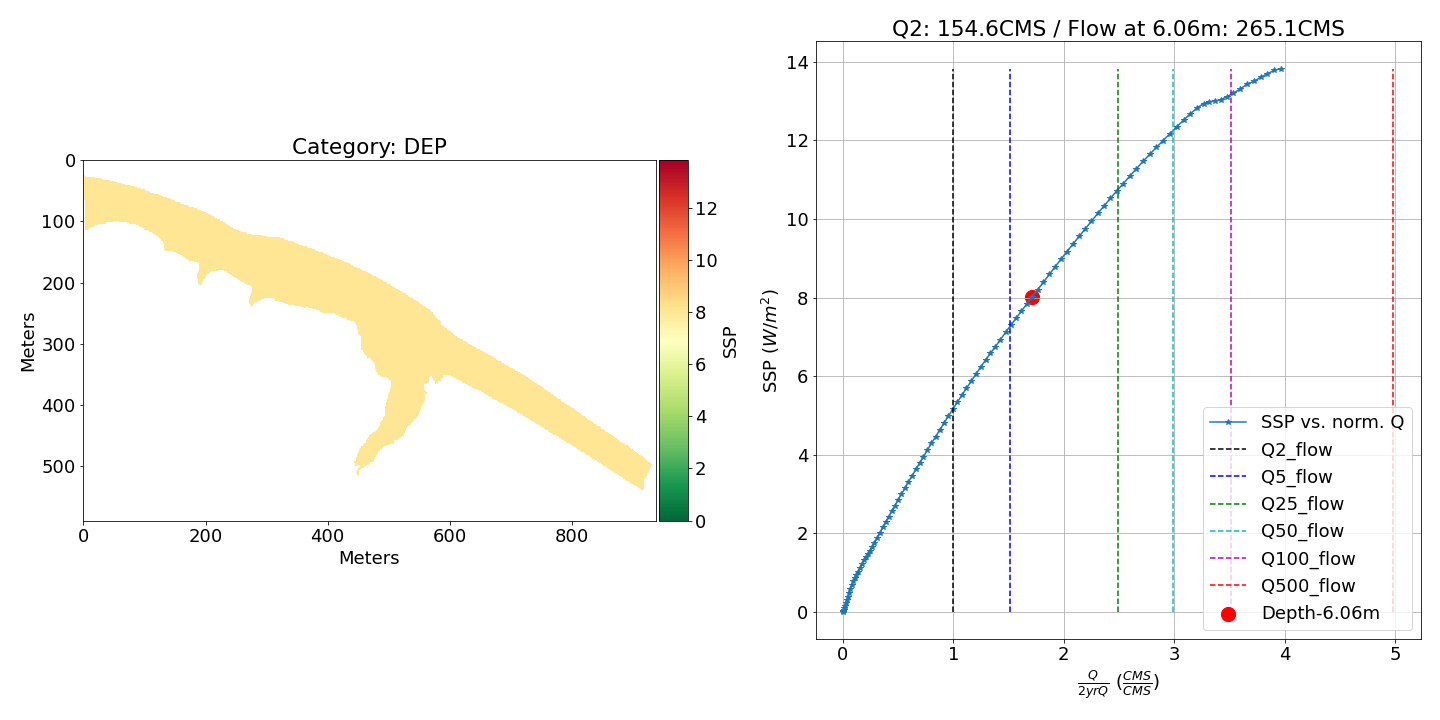 Category: DEP
0
100
200
300
400
500
Meters
0
200
400
600
800
Meters
12
10
8
6
4
2
0
SSP
Q2: 154.6CMS / Flow at 6.06m: 265.1CMS
14
12
10
8
6
4
2
0
SSP (W/m²)
0
1
2
3
4
5
Q/2yrQ (CMS/CMS)
SSP vs. norm. Q
Q2_flow
Q5_flow
Q25_flow
Q50_flow
Q100_flow
Q500_flow
Depth-6.06m